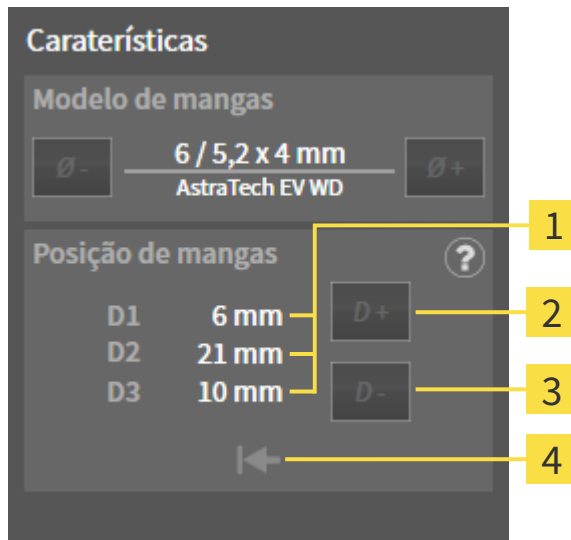 Caraterísticas
Modelo de mangas
Ø - 6 / 5,2 x 4 mm Ø +
AstraTech EV WD
1
Posição de mangas ?
D1 6 mm D + 2
D2 21 mm
D3 10 mm D - 3
4